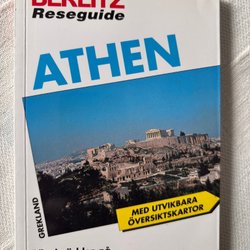 BERLITZ
Reseguide
ATHEN
GREKLAND
MED UTVIKBARA
ÖVERSIKTSKARTOR